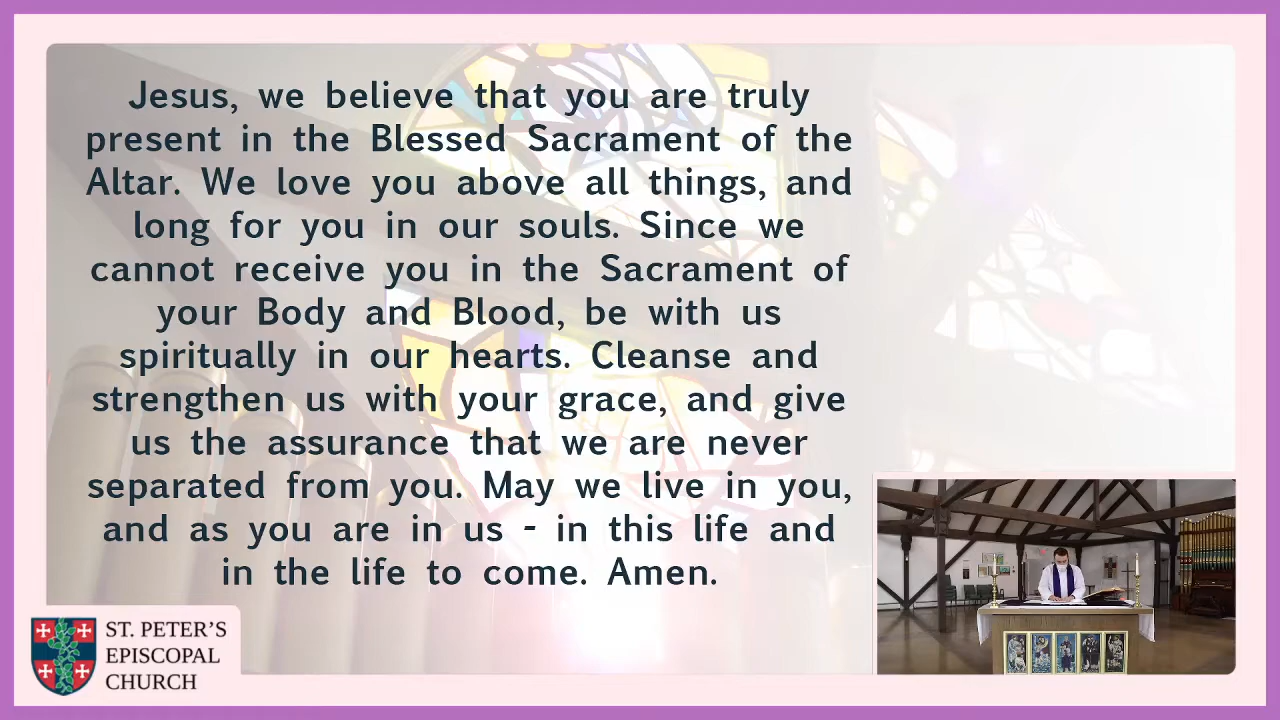 Jesus, we believe that you are truly
present in the Blessed Sacrament of the
Altar. We love you above all things, and
long for you in our souls. Since we
cannot receive you in the Sacrament of
your Body and Blood, be with us
spiritually in our hearts. Cleanse and
strengthen us with your grace, and give
us the assurance that we are never
separated from you. May we live in you,
and as you are in us - in this life and
in the life to come. Amen.
ST. PETER'S
EPISCOPAL
CHURCH